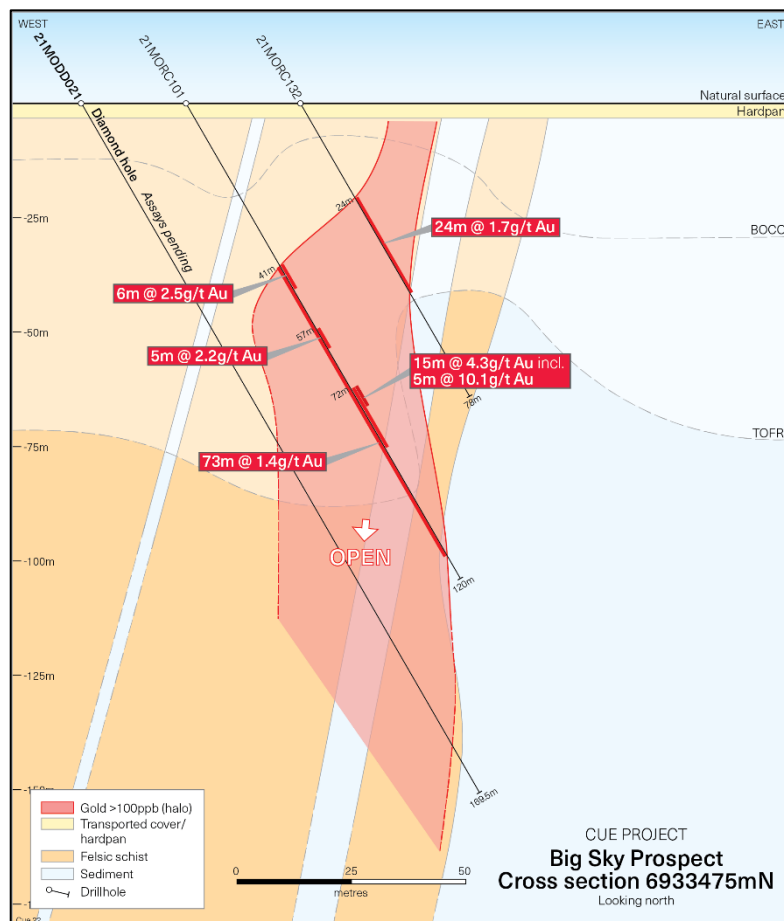 WEST
EAST
21MODD021
21MORC101
21MORC132
Natural surface
Hardpan
Diamond hole
Assays pending
-25m
24m
24m @ 1.7g/t Au
BOCO
41m
6m @ 2.5g/t Au
-50m
57m
5m @ 2.2g/t Au
15m @ 4.3g/t Au incl.
5m @ 10.1g/t Au
72m
78m
TOFR
-75m
73m @ 1.4g/t Au
OPEN
-100m
120m
-125m
169.5m
Gold >100ppb (halo)
Transported cover/
hardpan
Felsic schist
Sediment
Drillhole
0
25
50
metres
CUE PROJECT
Big Sky Prospect
Cross section 6933475mN
Looking north